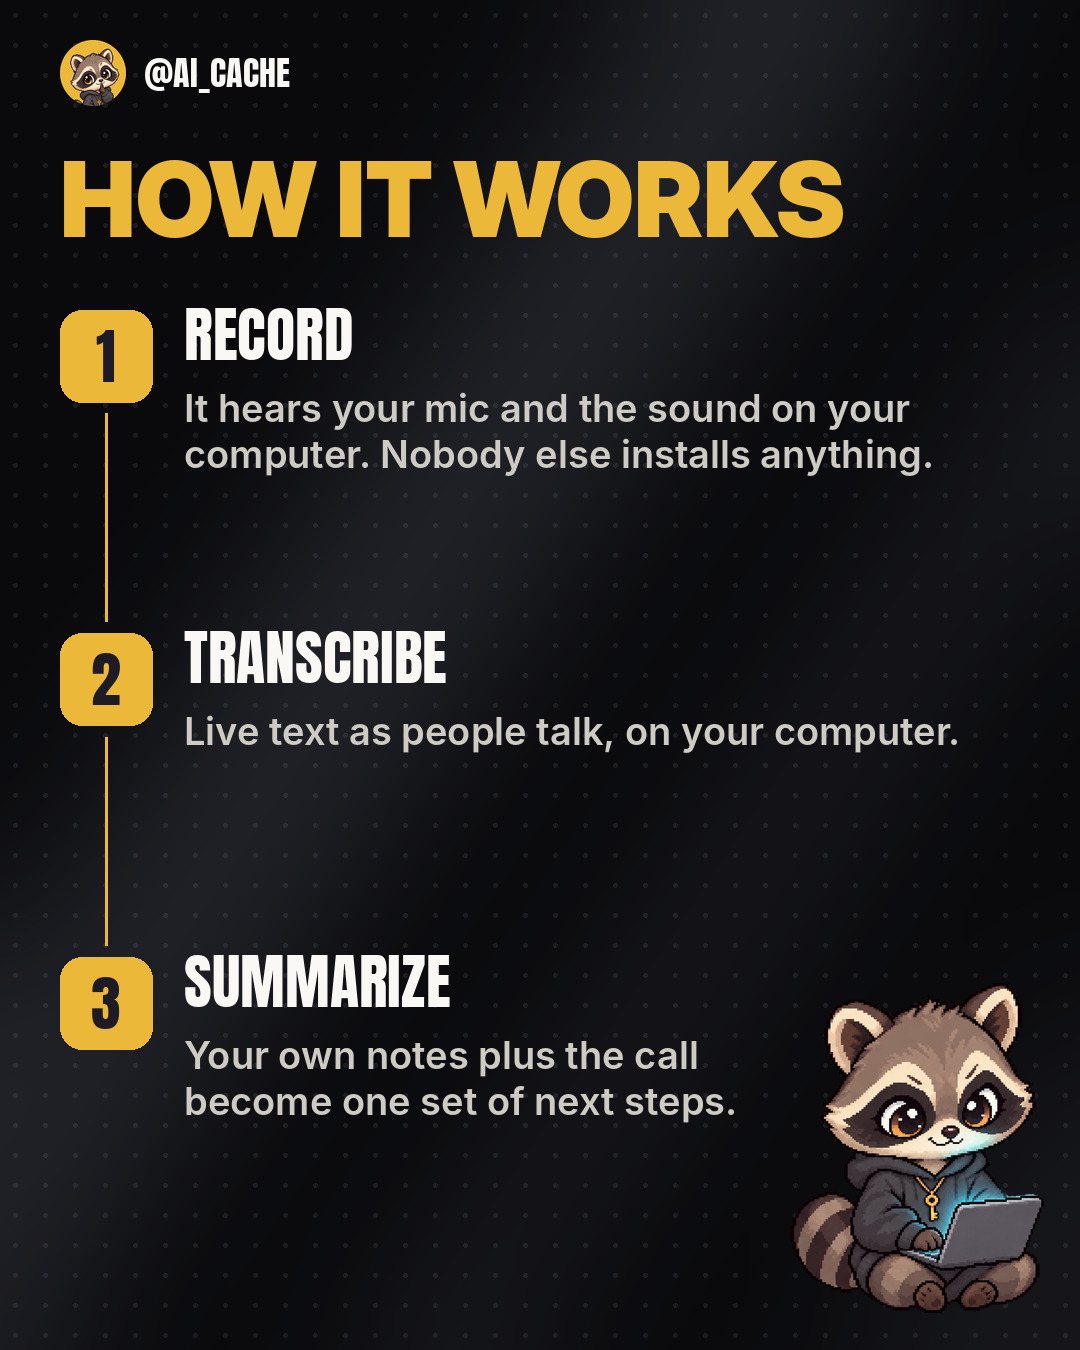 @AI_CACHE
HOW IT WORKS
1
RECORD
It hears your mic and the sound on your
computer. Nobody else installs anything.
2
TRANSCRIBE
Live text as people talk, on your computer.
3
SUMMARIZE
Your own notes plus the call
become one set of next steps.